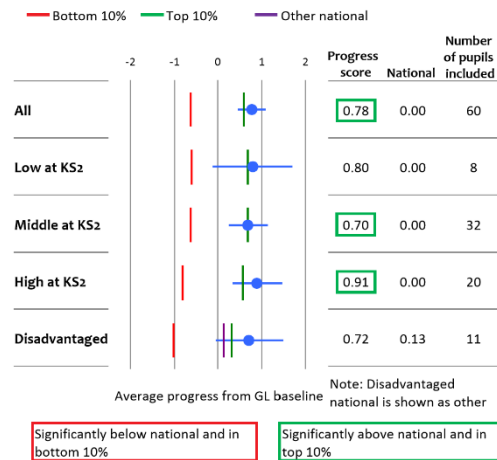 Bottom 10% Top 10% Other national
-2 -1 0 1 2 Progress score National Number of pupils included
All 0.78 0.00 60
Low at KS2 0.80 0.00 8
Middle at KS2 0.70 0.00 32
High at KS2 0.91 0.00 20
Disadvantaged 0.72 0.13 11
Average progress from GL baseline
Note: Disadvantaged
national is shown as other
Significantly below national and in
bottom 10%
Significantly above national and in
top 10%